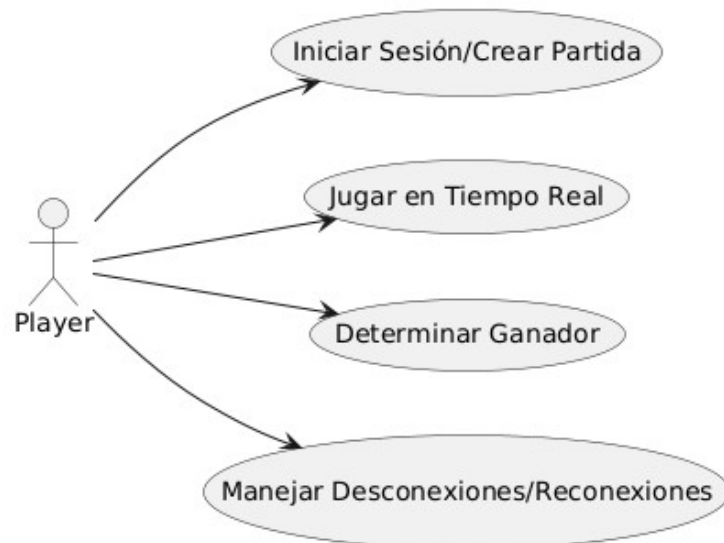 Iniciar Sesión/Crear Partida
Jugar en Tiempo Real
Player
Determinar Ganador
Manejar Desconexiones/Reconexiones